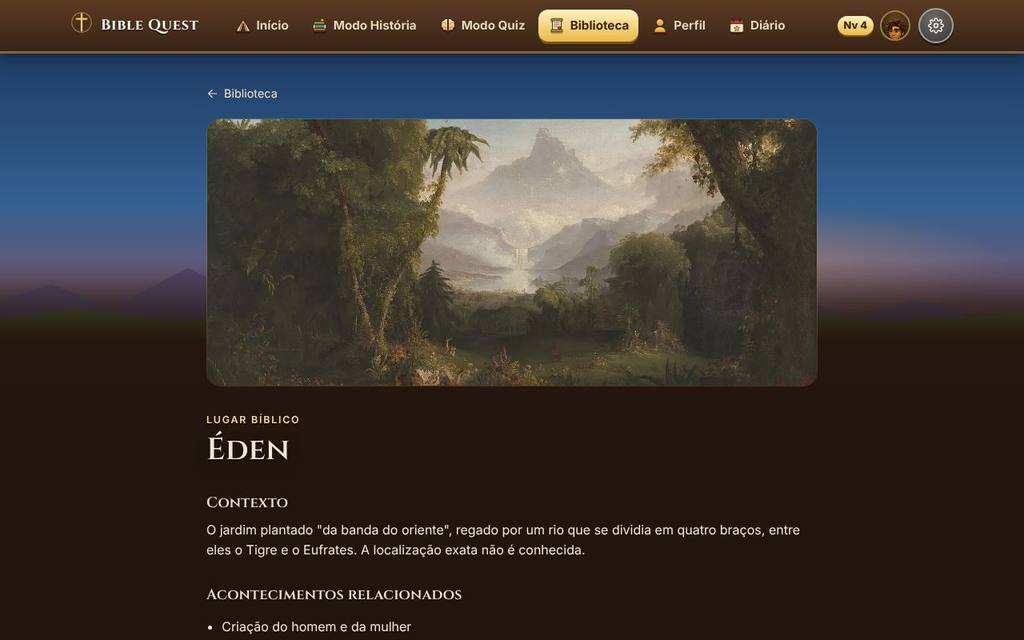 Bible Quest
Início
Modo História
Modo Quiz
Biblioteca
Perfil
Diário
Nv 4
← Biblioteca
LUGAR BÍBLICO
Éden
Contexto
O jardim plantado "da banda do oriente", regado por um rio que se dividia em quatro braços, entre
eles o Tigre e o Eufrates. A localização exata não é conhecida.
Acontecimentos relacionados
• Criação do homem e da mulher